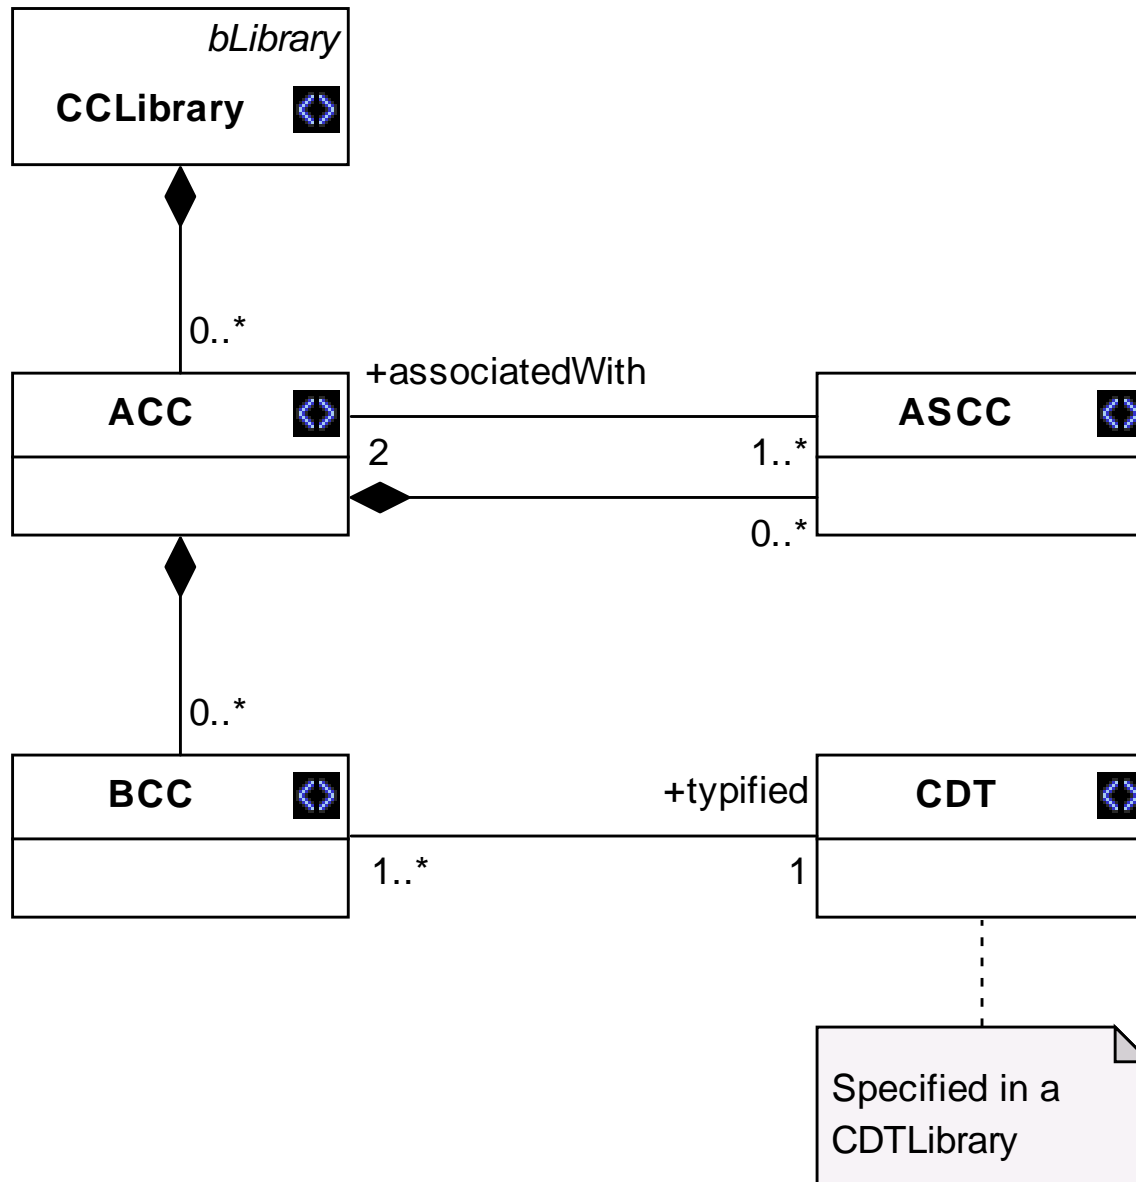 bLibrary
CCLibrary
0..*
+associatedWith
ACC
ASCC
2
1..*
0..*
0..*
BCC
+typified
CDT
1..*
1
Specified in a
CDTLibrary